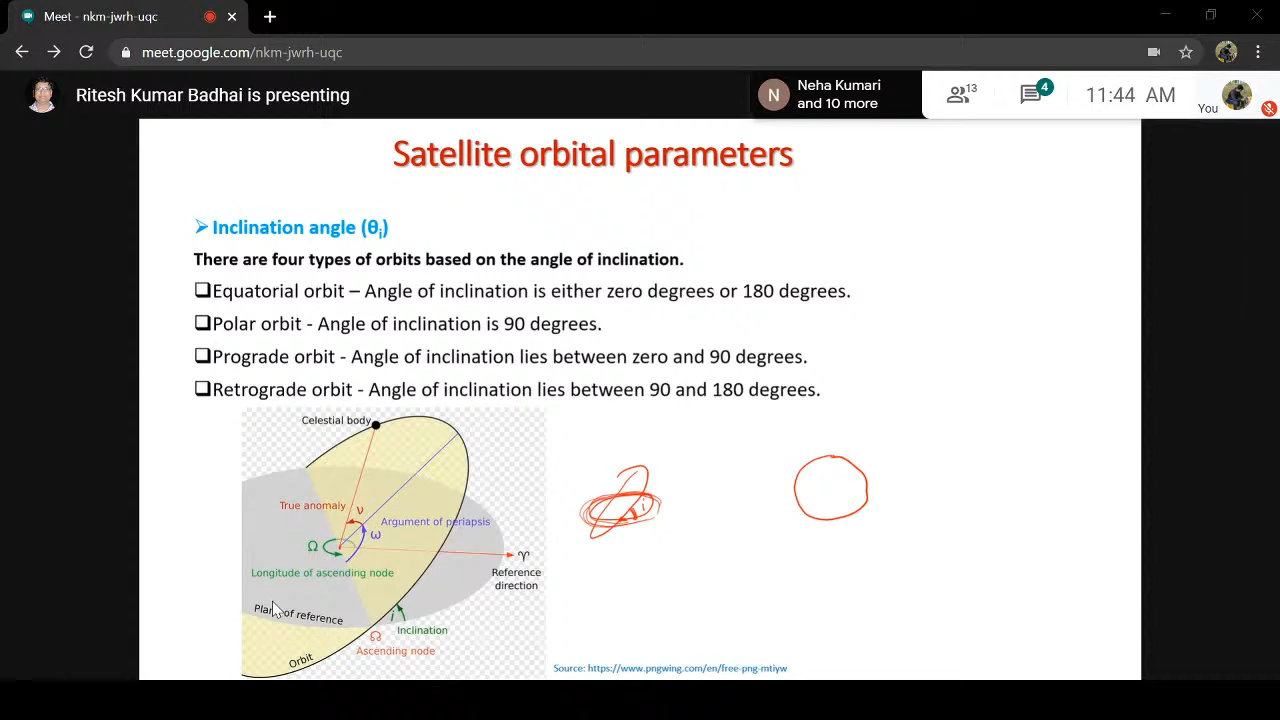 Meet - nkm-jwrh-uqc
meet.google.com/nkm-jwrh-uqc
Ritesh Kumar Badhai is presenting
N
Neha Kumari
and 10 more
13
4
11:44 AM
You
Satellite orbital parameters
Inclination angle (θi)
There are four types of orbits based on the angle of inclination.
Equatorial orbit – Angle of inclination is either zero degrees or 180 degrees.
Polar orbit - Angle of inclination is 90 degrees.
Prograde orbit - Angle of inclination lies between zero and 90 degrees.
Retrograde orbit - Angle of inclination lies between 90 and 180 degrees.
Celestial body
True anomaly
ν
Argument of periapsis
ω
Ω
♈
Longitude of ascending node
Reference
direction
Plane of reference
i
Inclination
☊
Ascending node
Orbit
i
Source: https://www.pngwing.com/en/free-png-mtiyw